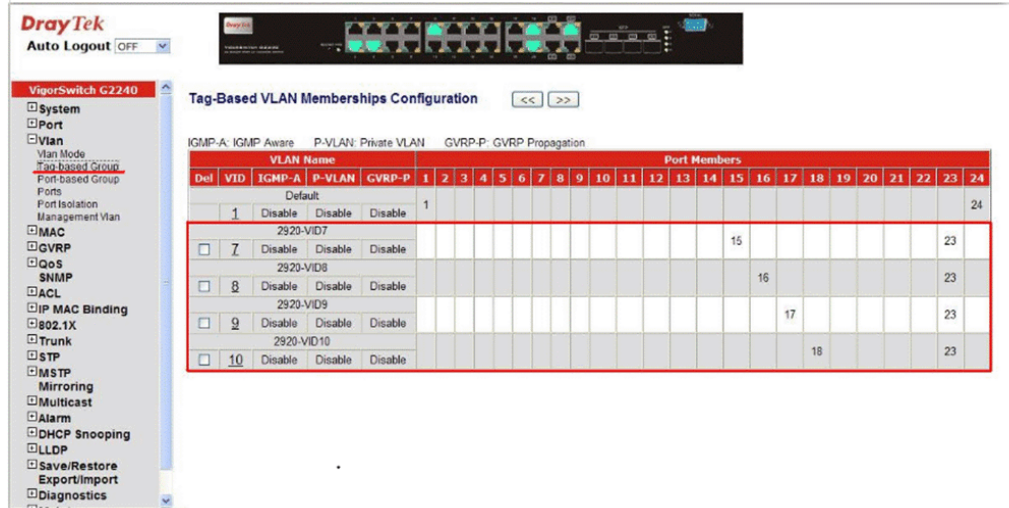 DrayTek
Auto Logout OFF
DrayTek
VigorSwitch G2240
System
Port
Vlan
Vlan Mode
Tag-based Group
Port-based Group
Ports
Port Isolation
Management Vlan
MAC
GVRP
QoS
SNMP
ACL
IP MAC Binding
802.1X
Trunk
STP
MSTP
Mirroring
Multicast
Alarm
DHCP Snooping
LLDP
Save/Restore
Export/Import
Diagnostics
Tag-Based VLAN Memberships Configuration << >>
IGMP-A: IGMP Aware P-VLAN: Private VLAN GVRP-P: GVRP Propagation
VLAN Name Port Members
Del VID IGMP-A P-VLAN GVRP-P 1 2 3 4 5 6 7 8 9 10 11 12 13 14 15 16 17 18 19 20 21 22 23 24
Default
1 Disable Disable Disable 1 24
2920-VID7
7 Disable Disable Disable 15 23
2920-VID8
8 Disable Disable Disable 16 23
2920-VID9
9 Disable Disable Disable 17 23
2920-VID10
10 Disable Disable Disable 18 23